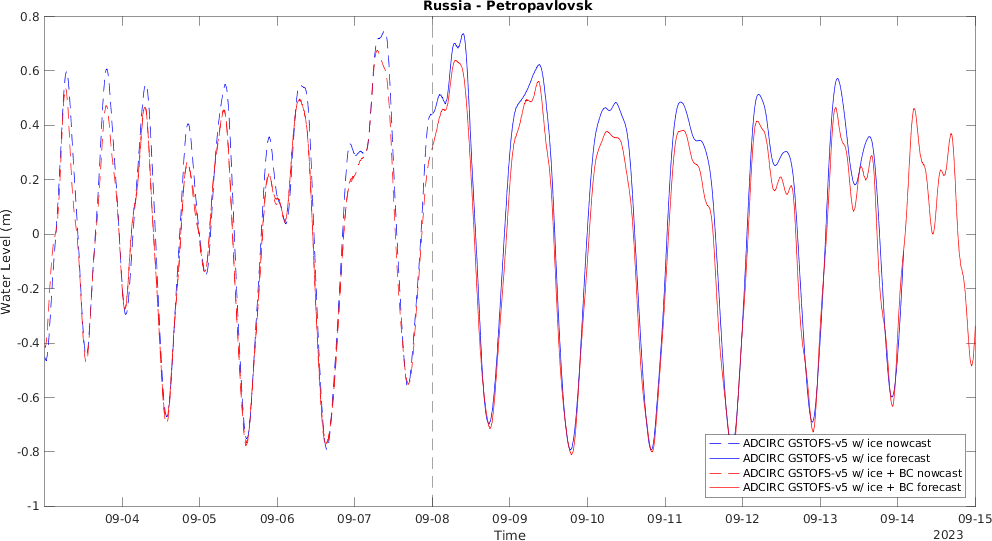 Russia - Petropavlovsk
0.8
0.6
0.4
0.2
0
-0.2
-0.4
-0.6
-0.8
-1
Water Level (m)
ADCIRC GSTOFS-v5 w/ ice nowcast
ADCIRC GSTOFS-v5 w/ ice forecast
ADCIRC GSTOFS-v5 w/ ice + BC nowcast
ADCIRC GSTOFS-v5 w/ ice + BC forecast
09-04 09-05 09-06 09-07 09-08 09-09 09-10 09-11 09-12 09-13 09-14 09-15
Time
2023